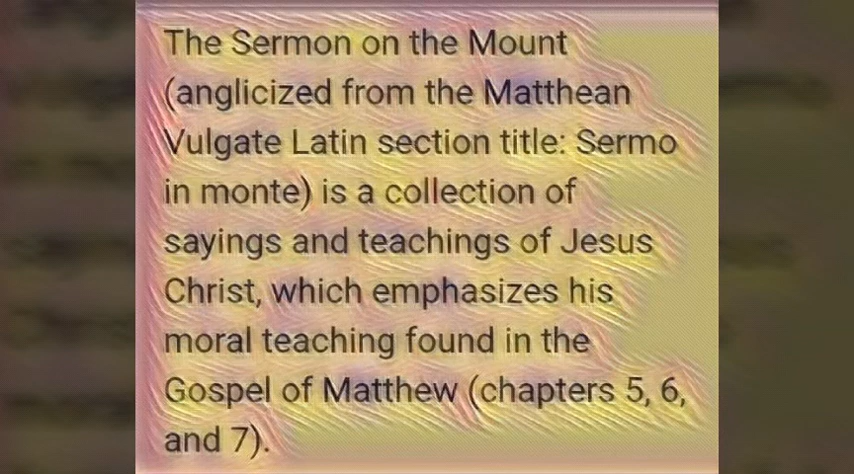 The Sermon on the Mount
(anglicized from the Matthean
Vulgate Latin section title: Sermo
in monte) is a collection of
sayings and teachings of Jesus
Christ, which emphasizes his
moral teaching found in the
Gospel of Matthew (chapters 5, 6,
and 7).